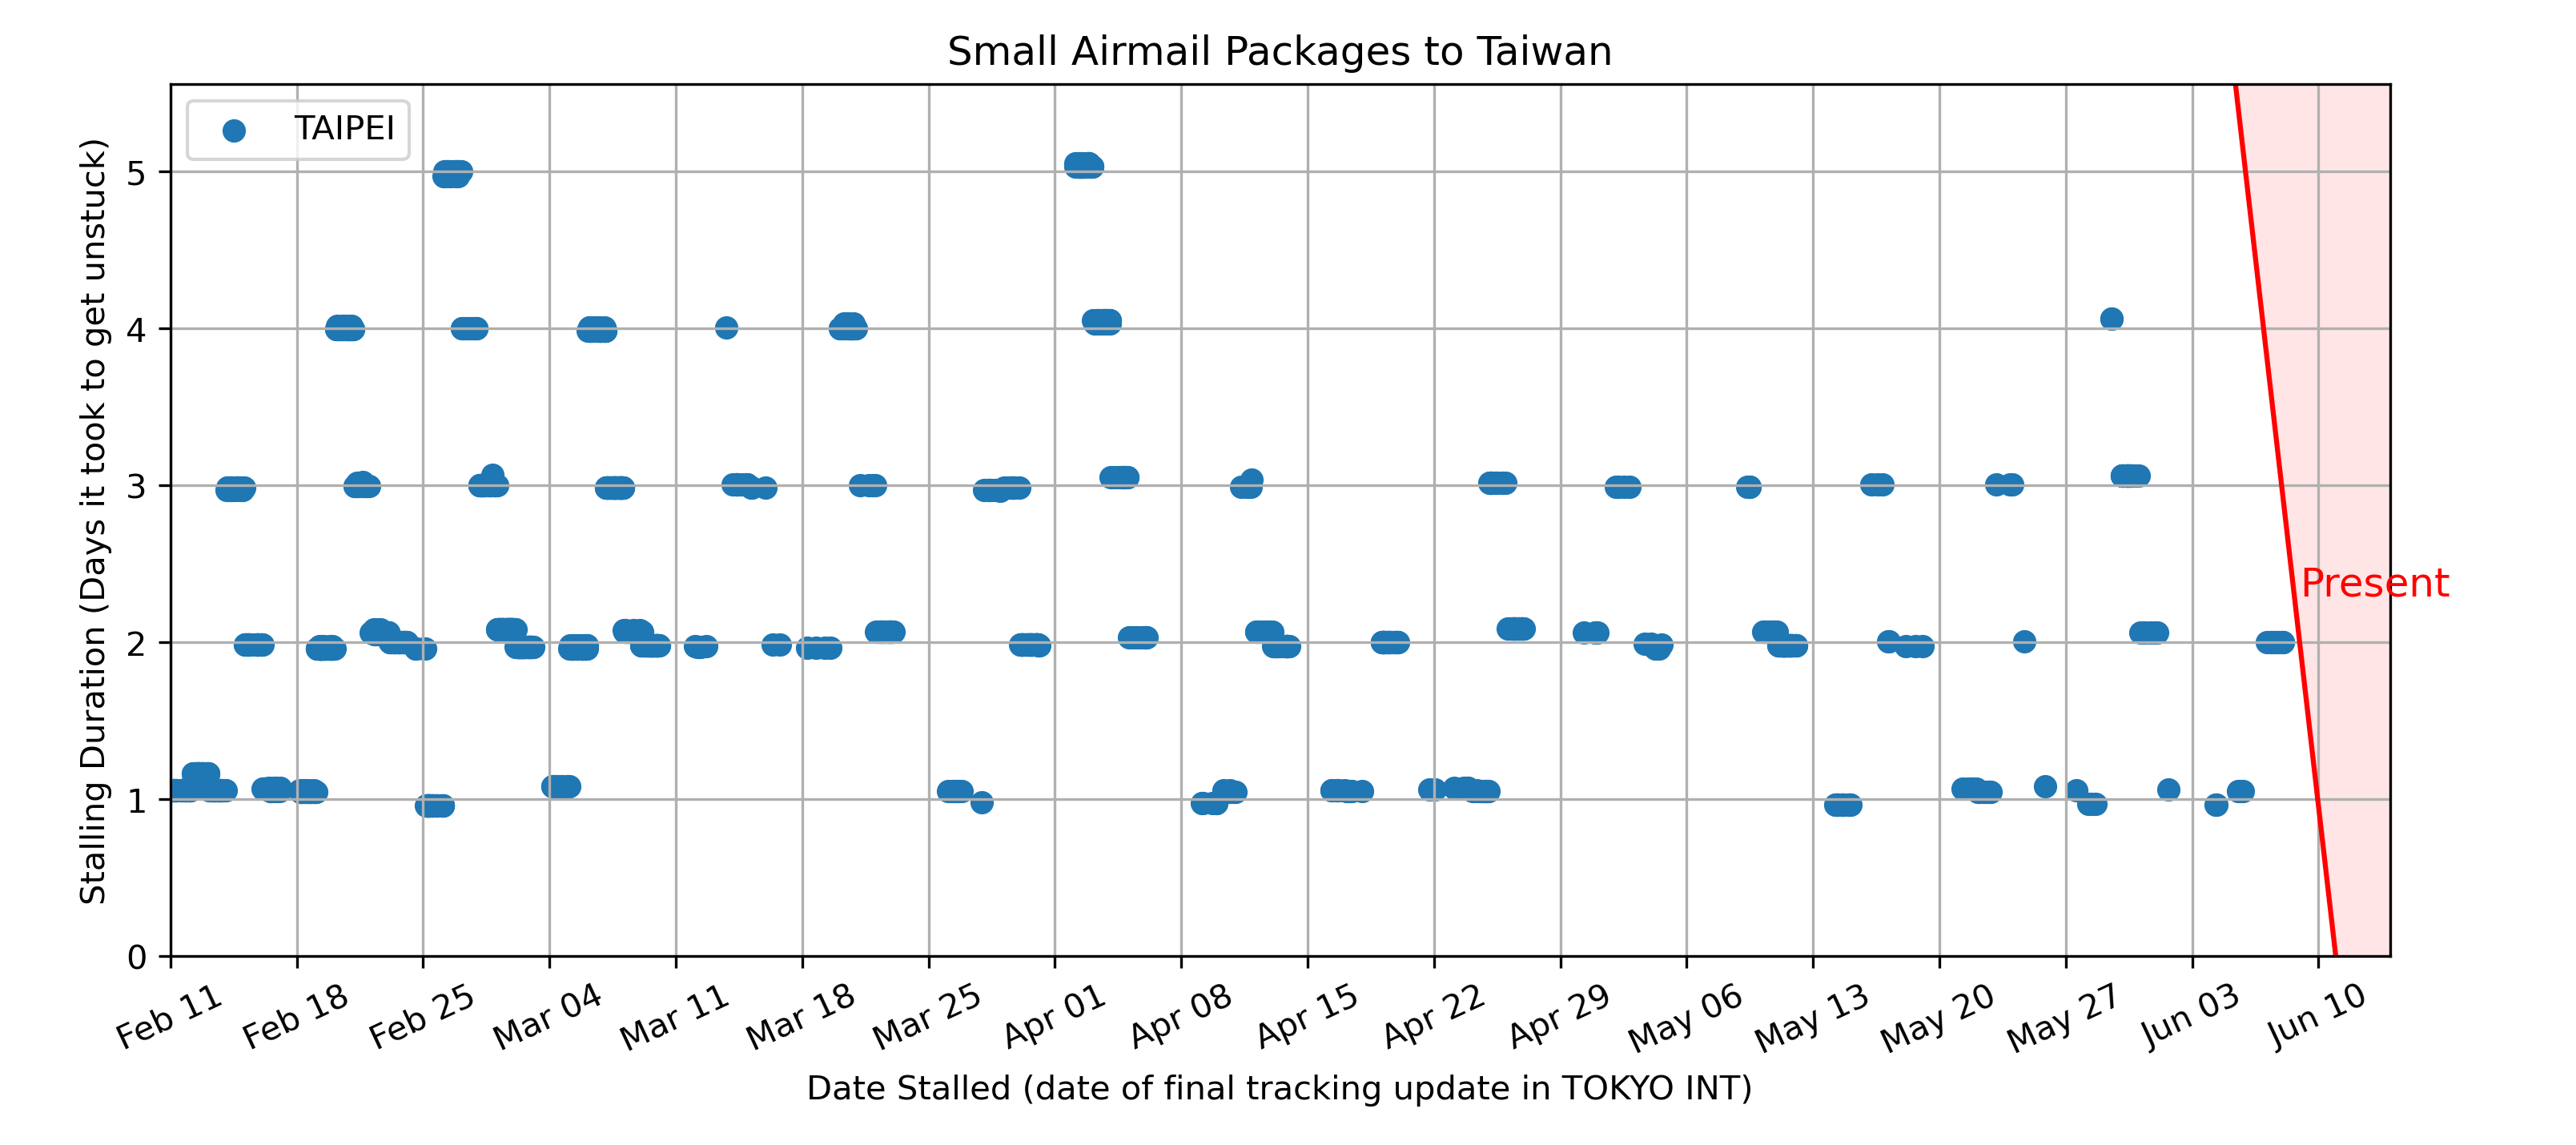 Small Airmail Packages to Taiwan
TAIPEI
Stalling Duration (Days it took to get unstuck)
5
4
3
2
1
0
Present
Feb 11
Feb 18
Feb 25
Mar 04
Mar 11
Mar 18
Mar 25
Apr 01
Apr 08
Apr 15
Apr 22
Apr 29
May 06
May 13
May 20
May 27
Jun 03
Jun 10
Date Stalled (date of final tracking update in TOKYO INT)